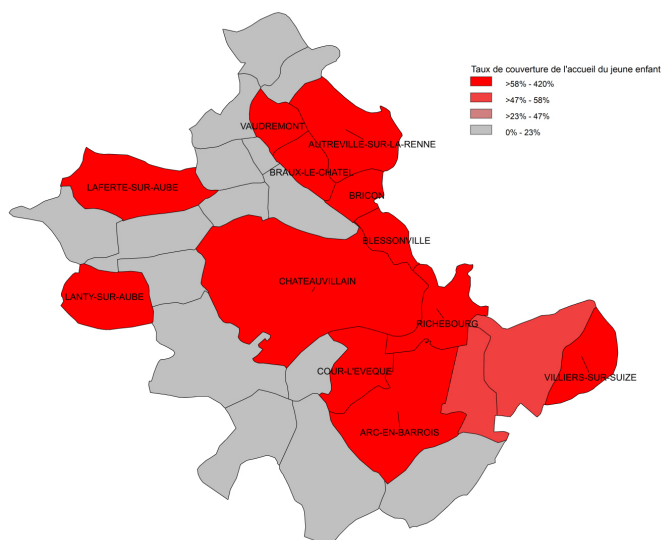 Taux de couverture de l'accueil du jeune enfant
>58% - 420%
>47% - 58%
>23% - 47%
0% - 23%
VAUDREMONT
AUTREVILLE-SUR-LA-RENNE
BRAUX-LE-CHATEL
LAFERTE-SUR-AUBE
BRICON
BLESSONVILLE
CHATEAUVILLAIN
LANTY-SUR-AUBE
RICHEBOURG
COUR-L'EVEQUE
VILLIERS-SUR-SUIZE
ARC-EN-BARROIS